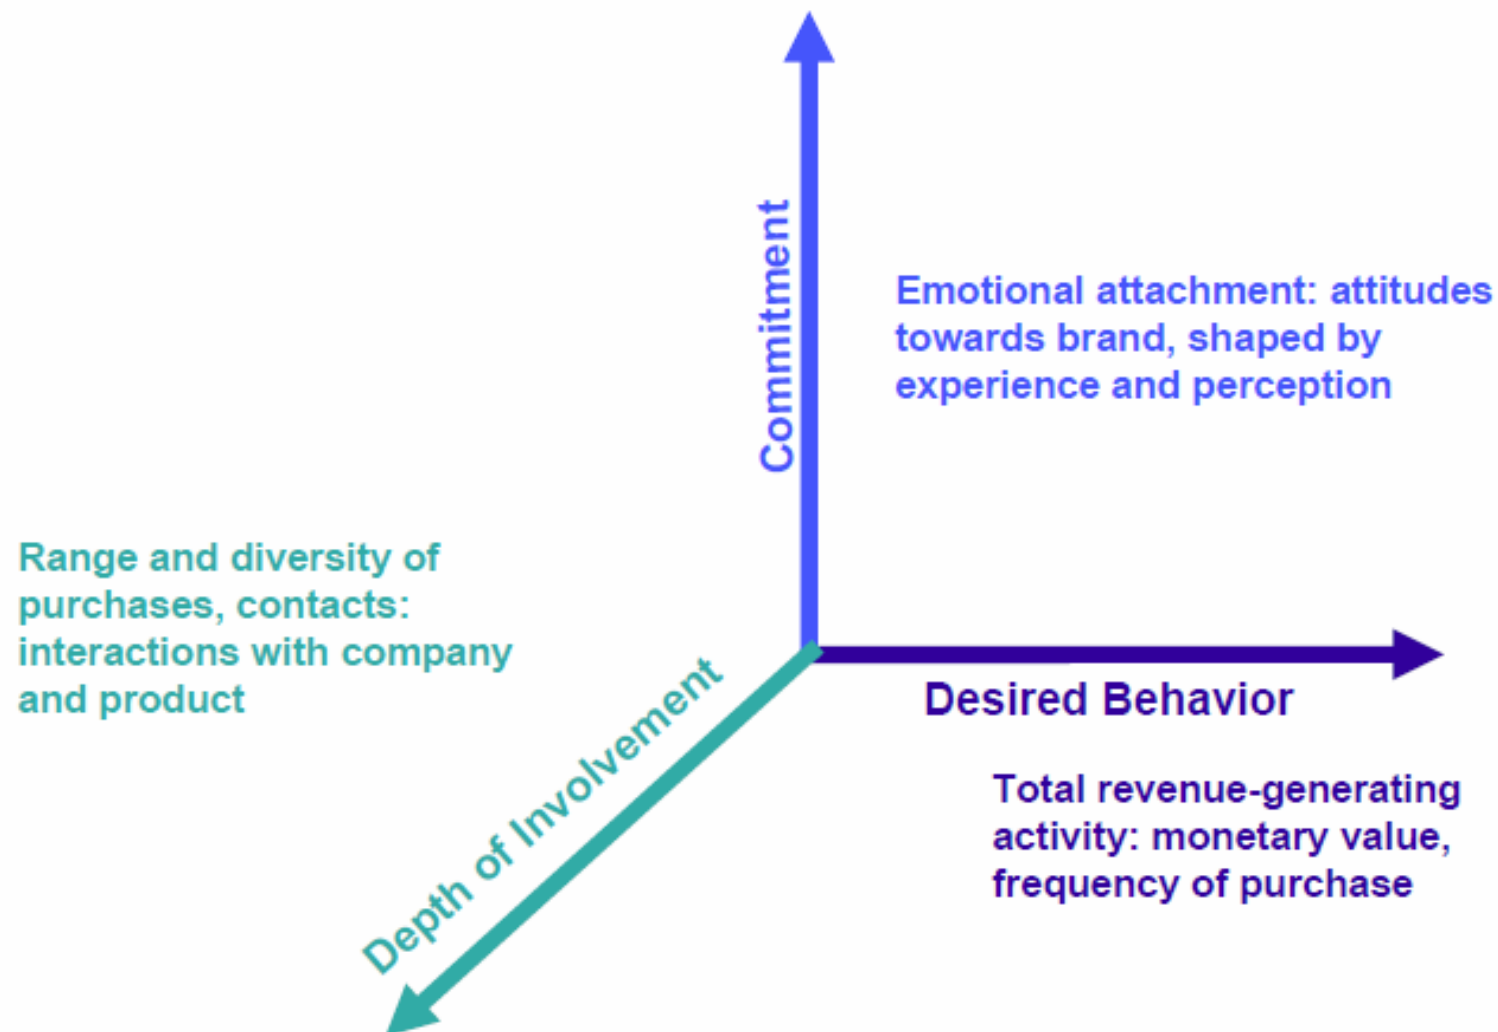 Commitment
Emotional attachment: attitudes
towards brand, shaped by
experience and perception
Range and diversity of
purchases, contacts:
interactions with company
and product
Depth of Involvement
Desired Behavior
Total revenue-generating
activity: monetary value,
frequency of purchase